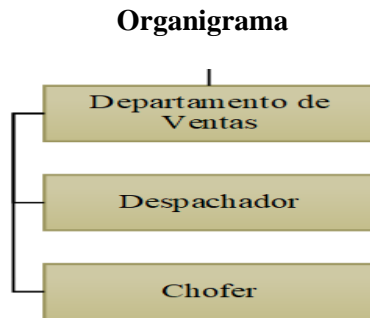 Organigrama
Departamento de
Ventas
Despachador
Chofer